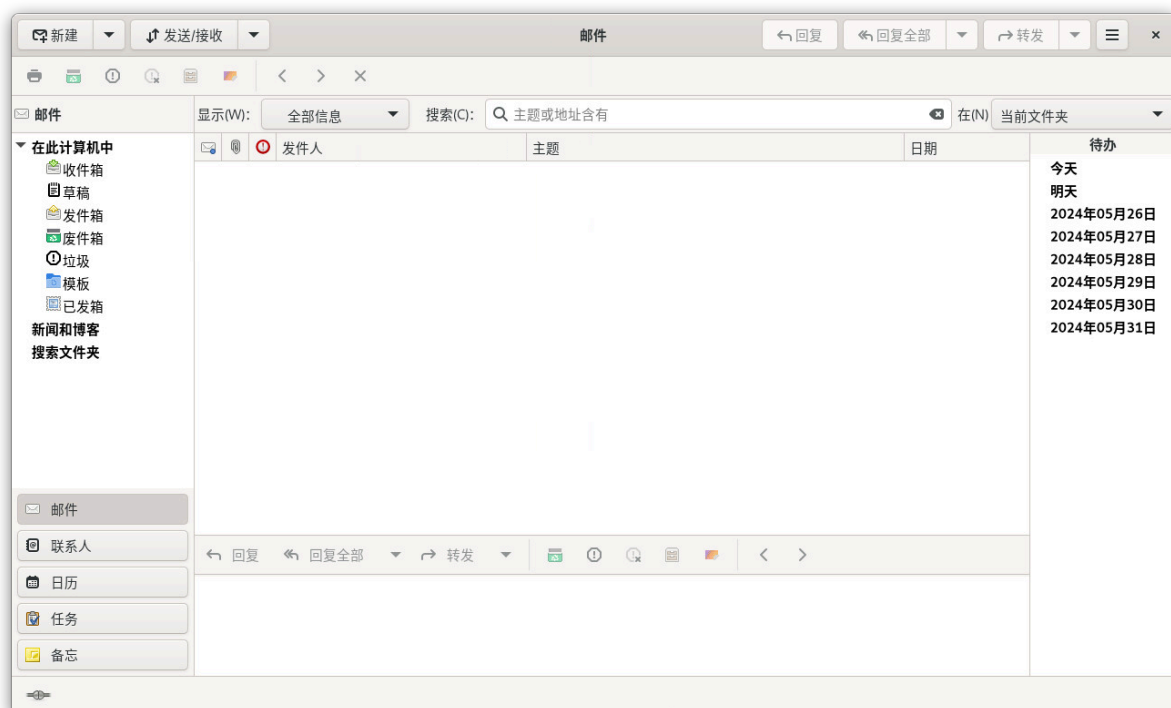 新建 发送/接收 邮件 回复 回复全部 转发
邮件 显示(W): 全部信息 搜索(C): 主题或地址含有 在(N) 当前文件夹
在此计算机中
收件箱
草稿
发件箱
废件箱
垃圾
模板
已发箱
新闻和博客
搜索文件夹
发件人 主题 日期
待办
今天
明天
2024年05月26日
2024年05月27日
2024年05月28日
2024年05月29日
2024年05月30日
2024年05月31日
邮件
联系人
日历
任务
备忘
回复 回复全部 转发